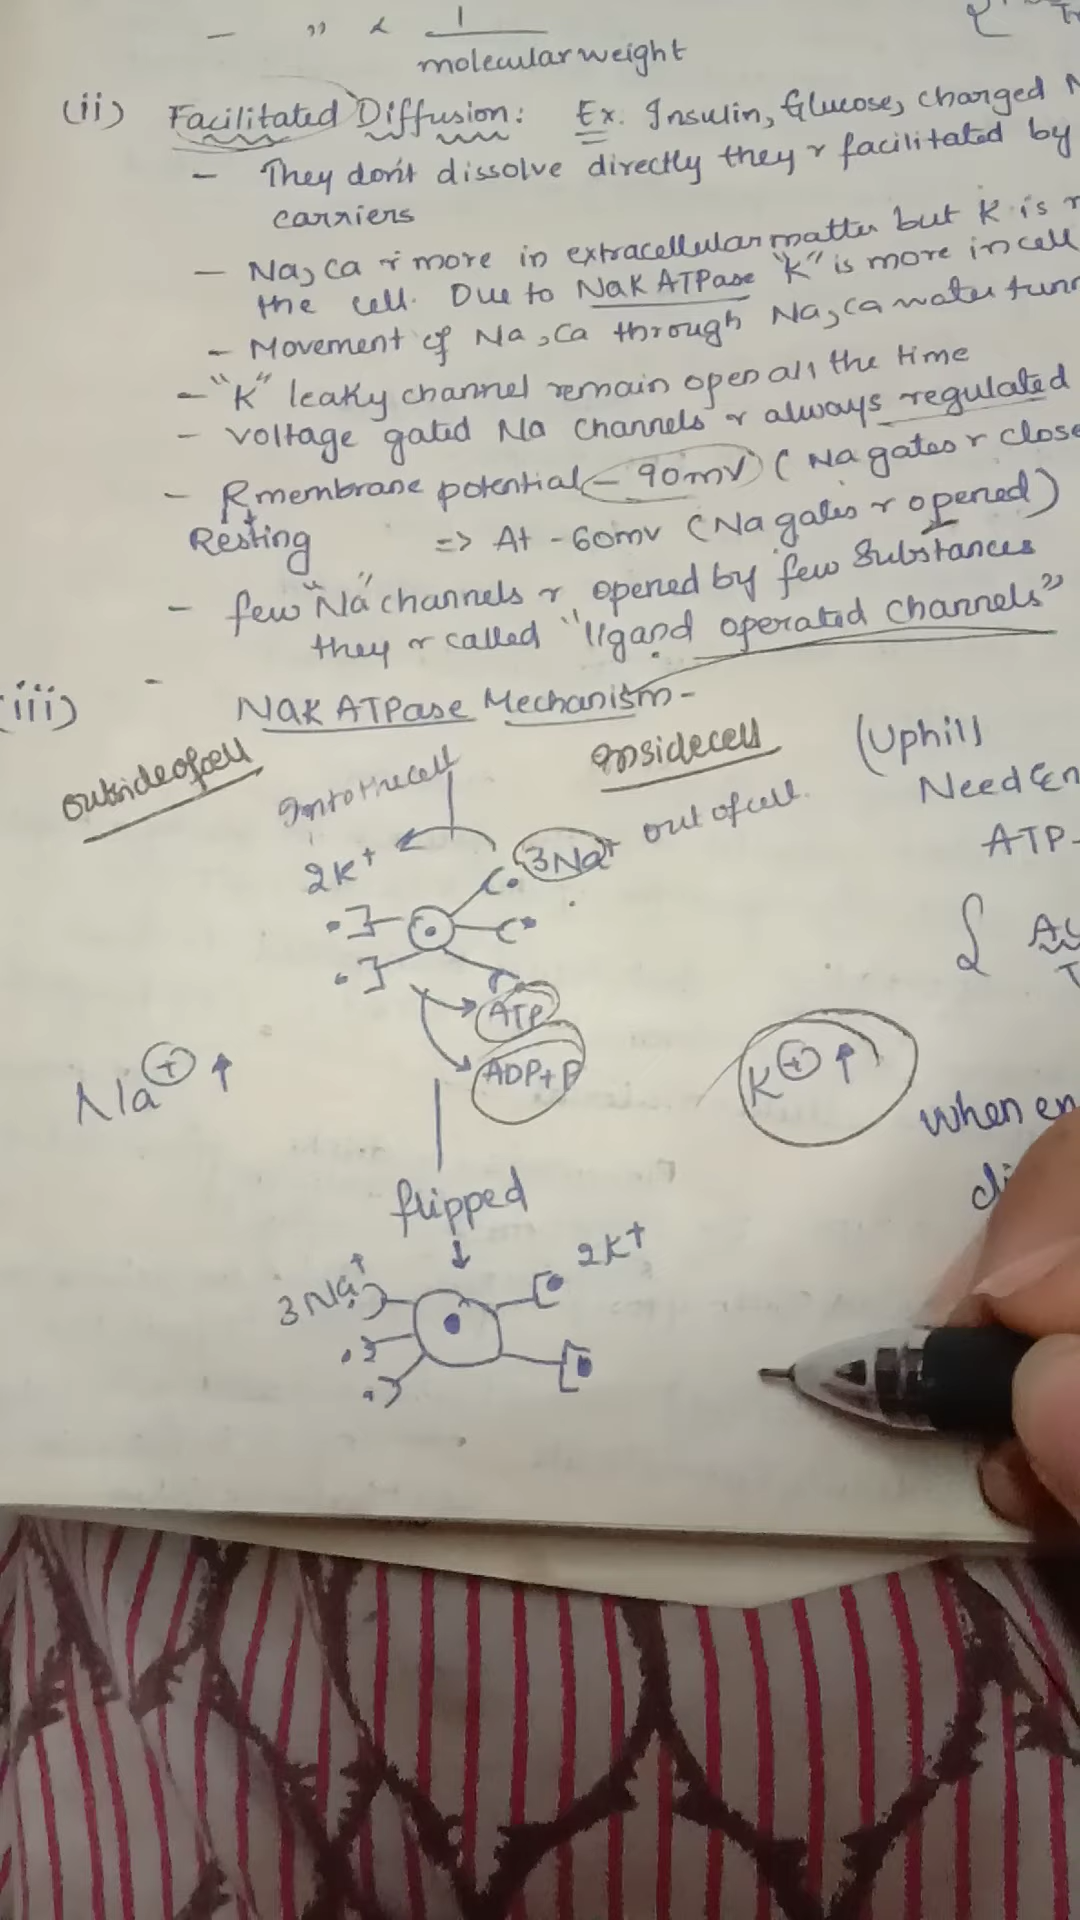 — " ∝ 1
molecular weight
(ii) Facilitated Diffusion: Ex. Insulin, Glucose, charged
— They don't dissolve directly they r facilitated by
carriers
— Na, Ca r more in extracellular matter but K is
the cell. Due to NaK ATPase "K" is more in cell
— Movement of Na, Ca through Na, Ca water
— "K" leaky channel remain open all the time
— voltage gated Na channels r always regulated
— R membrane potential — 90mV (Na gates r close
Resting => At - 60mv (Na gates r opened)
— few "Na" channels r opened by few substances
they r called "ligand operated channels"
(iii) NaK ATPase Mechanism -
outside of cell Inside cell (Uphill
Into the cell out of cell Need En
2K+ 3Na+ ATP-
ATP
ADP+P
Na+ ↑ K+ ↑
When en
flipped
3Na+ 2K+